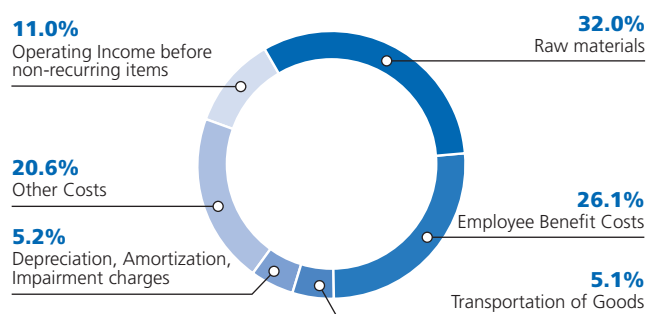 11.0%
Operating Income before
non-recurring items
32.0%
Raw materials
20.6%
Other Costs
26.1%
Employee Benefit Costs
5.2%
Depreciation, Amortization,
Impairment charges
5.1%
Transportation of Goods